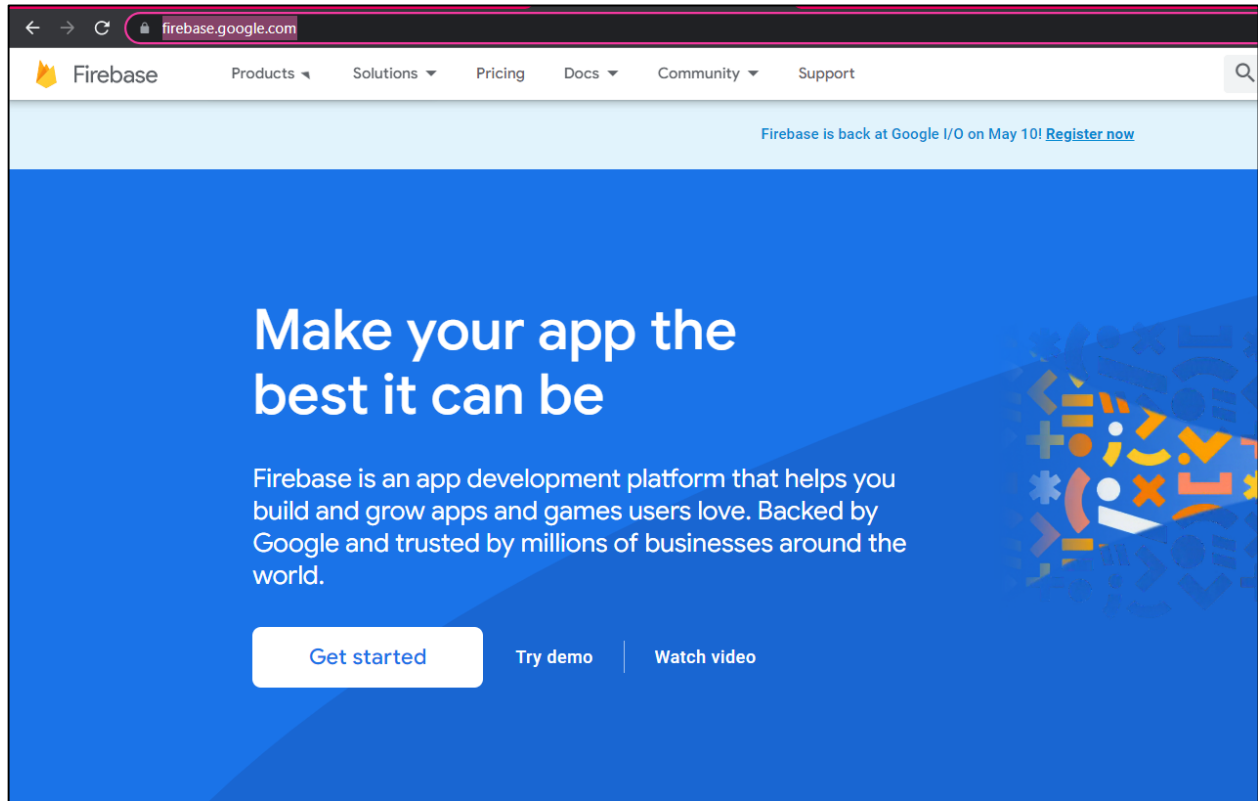 firebase.google.com
Firebase Products Solutions Pricing Docs Community Support
Firebase is back at Google I/O on May 10! Register now
Make your app the
best it can be
Firebase is an app development platform that helps you
build and grow apps and games users love. Backed by
Google and trusted by millions of businesses around the
world.
Get started Try demo Watch video